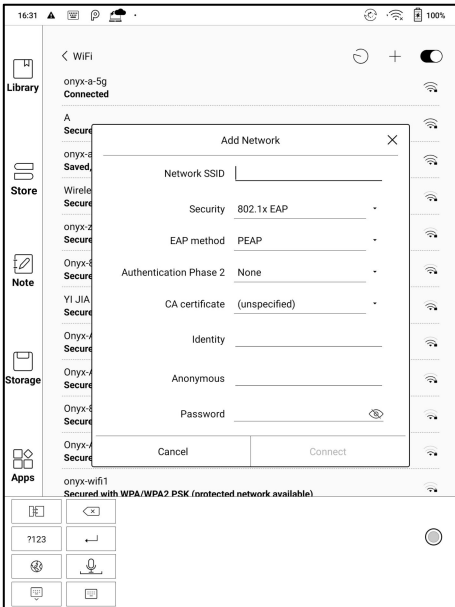 16:31
100%
WiFi
onyx-a-5g
Connected
A
Secure
Add Network
onyx-a
Saved,
Network SSID
Wirele
Secure
Security 802.1x EAP
onyx-z
Secure
EAP method PEAP
Onyx-8
Secure
Authentication Phase 2 None
YI JIA
Secure
CA certificate (unspecified)
Onyx-A
Secure
Identity
Onyx-A
Secure
Anonymous
Onyx-8
Secure
Password
Onyx-A
Secure
Cancel Connect
onyx-wifi1
Secured with WPA/WPA2 PSK (protected network available)
Library
Store
Note
Storage
Apps
?123